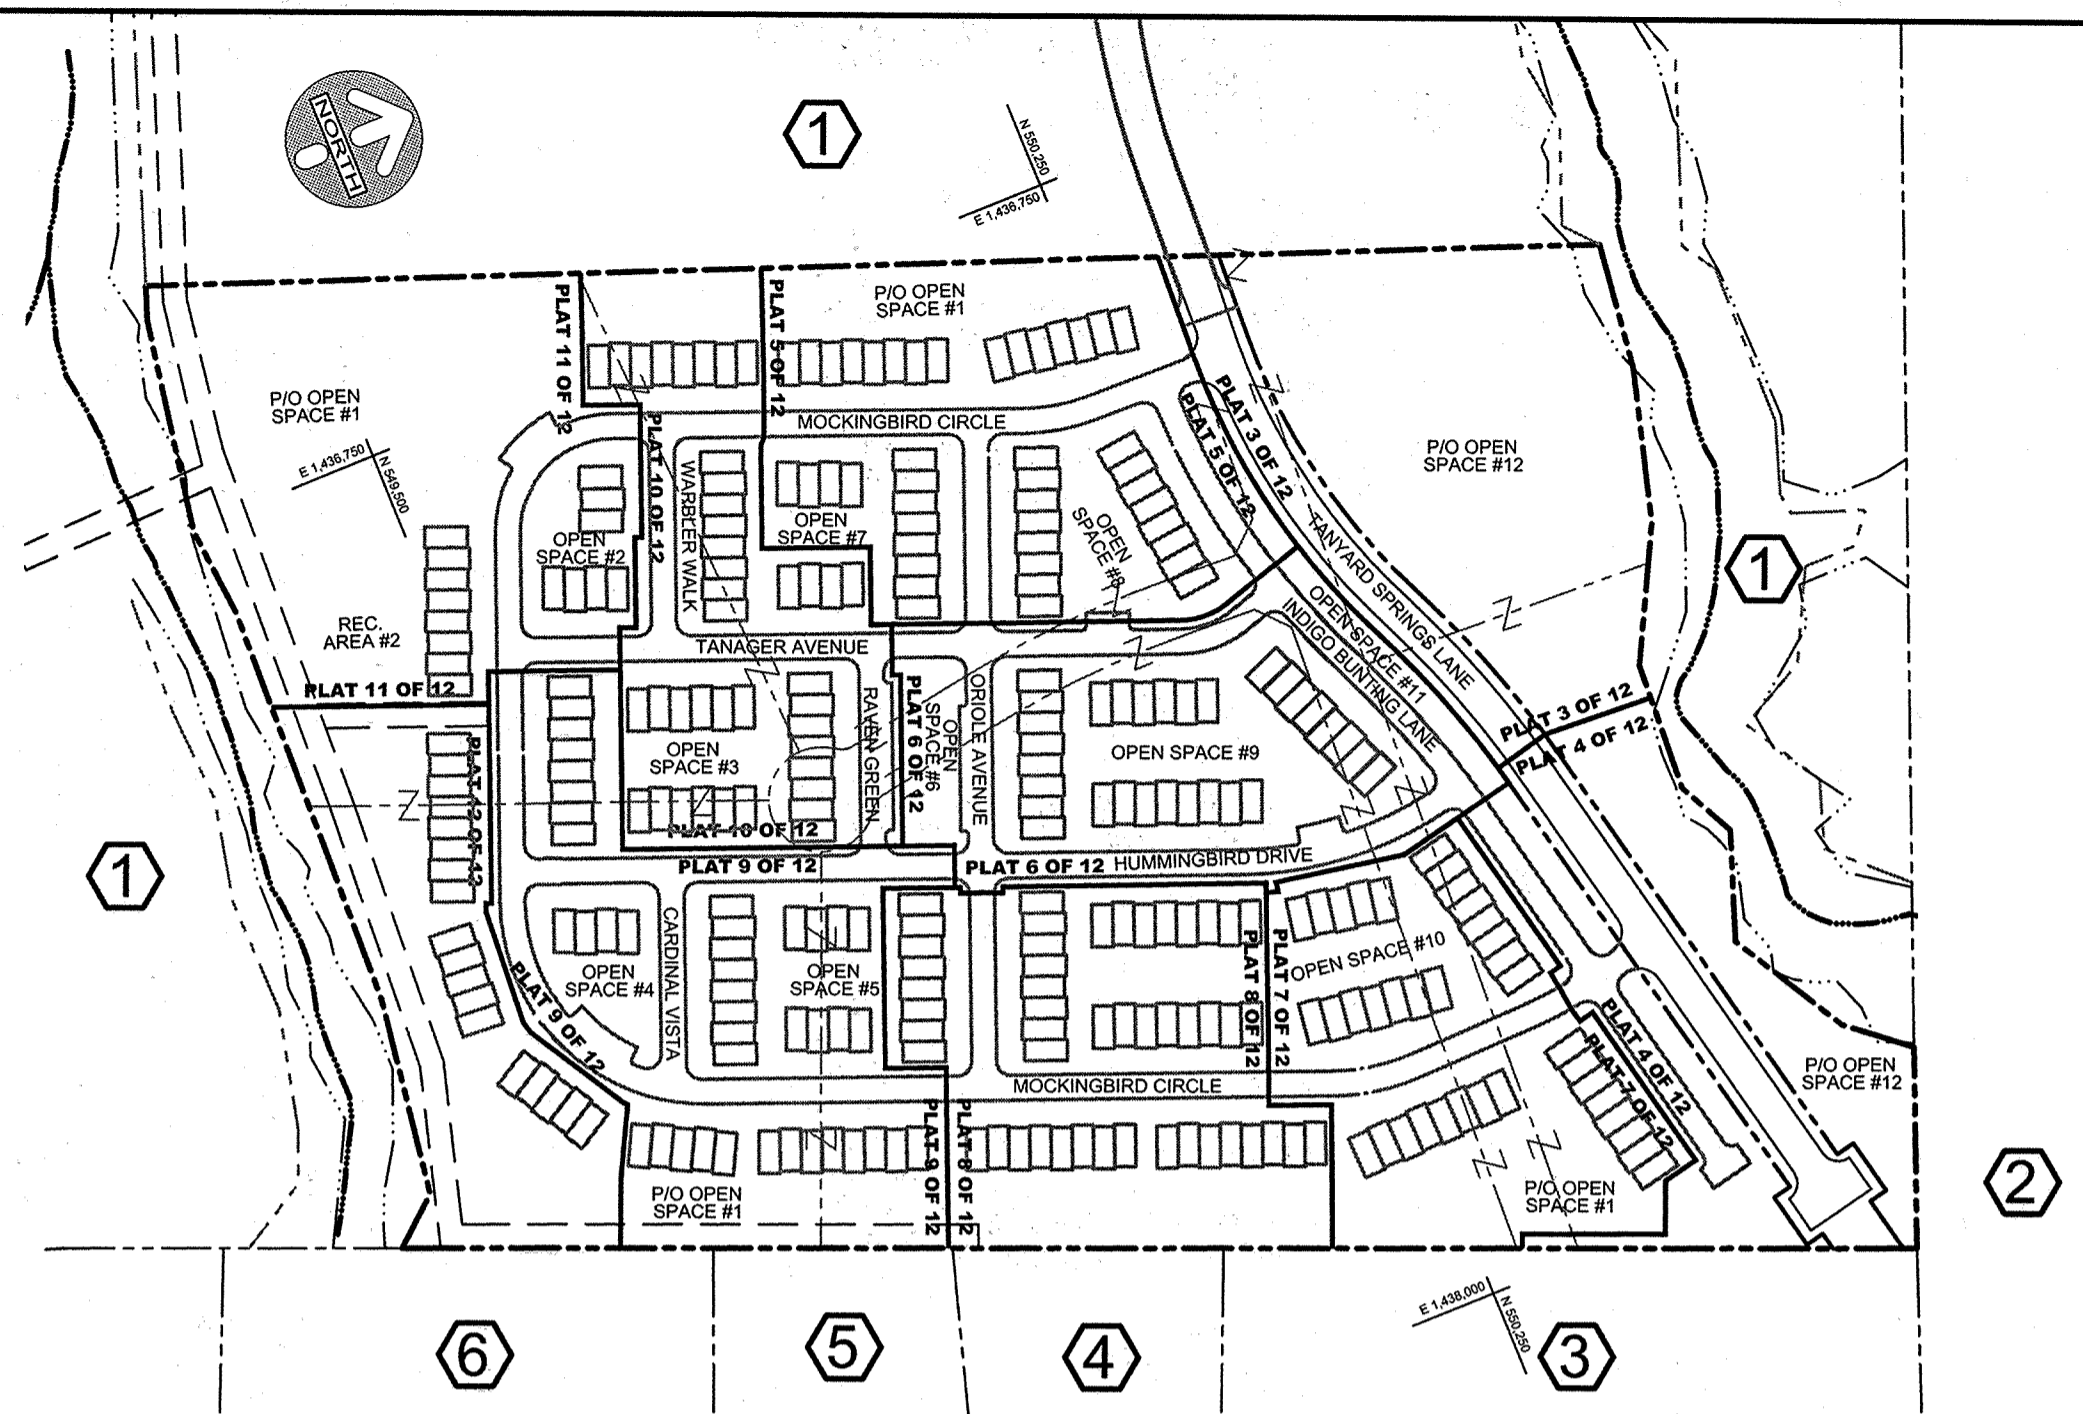 NORTH
1
N 550,250
E 1,436,750
PLAT 11 OF 12
PLAT 5 OF 12
P/O OPEN
SPACE #1
P/O OPEN
SPACE #1
E 1,436,750
N 549,500
MOCKINGBIRD CIRCLE
PLAT 3 OF 12
PLAT 5 OF 12
P/O OPEN
SPACE #12
PLAT 10 OF 12
WARBLER WALK
OPEN
SPACE #2
OPEN
SPACE #7
OPEN
SPACE #8
TANYARD SPRINGS LANE
1
REC.
AREA #2
TANAGER AVENUE
OPEN SPACE #11
INDIGO BUNTING LANE
PLAT 11 OF 12
PLAT 12 OF 12
OPEN
SPACE #3
RAVEN GREEN
PLAT 6 OF 12
OPEN
SPACE #6
ORIOLE AVENUE
OPEN SPACE #9
PLAT 3 OF 12
PLAT 4 OF 12
PLAT 10 OF 12
PLAT 9 OF 12
PLAT 6 OF 12
HUMMINGBIRD DRIVE
1
PLAT 9 OF 12
OPEN
SPACE #4
CARDINAL VISTA
OPEN
SPACE #5
PLAT 8 OF 12
PLAT 7 OF 12
OPEN SPACE #10
PLAT 4 OF 12
PLAT 7 OF 12
P/O OPEN
SPACE #12
MOCKINGBIRD CIRCLE
PLAT 9 OF 12
PLAT 8 OF 12
P/O OPEN
SPACE #1
P/O OPEN
SPACE #1
2
E 1,438,000
N 550,250
6
5
4
3